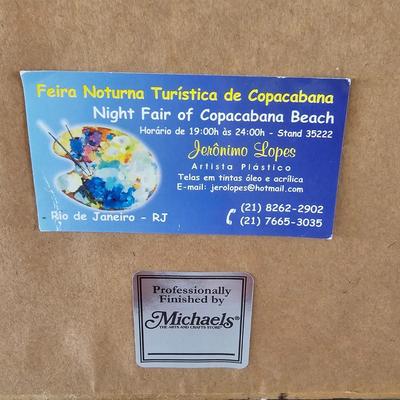 Feira Noturna Turística de Copacabana
Night Fair of Copacabana Beach
Horário de 19:00h às 24:00h - Stand 35222
Jerônimo Lopes
Artista Plástico
Telas em tintas óleo e acrílica
E-mail: jerolopes@hotmail.com
(21) 8262-2902
Rio de Janeiro - RJ
(21) 7665-3035
Professionally
Finished by
Michaels®
THE ARTS AND CRAFTS STORE®